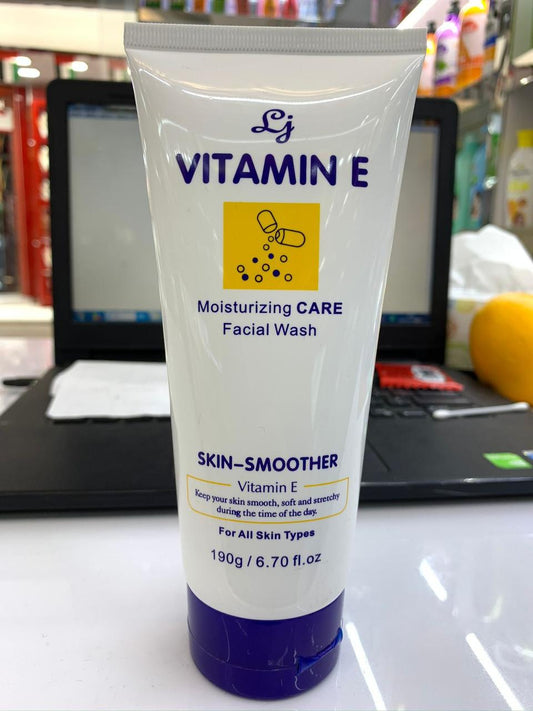 Lj
VITAMIN E
Moisturizing CARE
Facial Wash
SKIN-SMOOTHER
Vitamin E
Keep your skin smooth, soft and stretchy
during the time of the day.
For All Skin Types
190g / 6.70 fl.oz